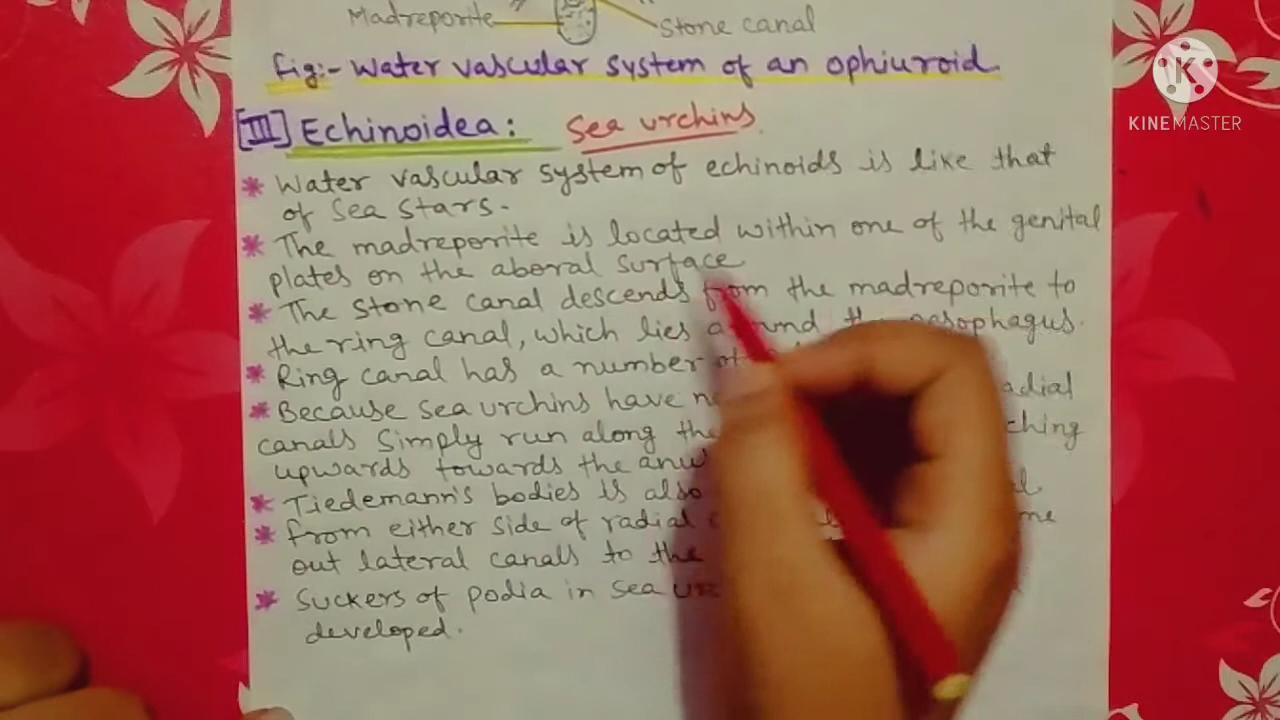 Madreporite
Stone canal
fig:- Water vascular system of an ophiuroid
KINEMASTER
[III] Echinoidea: Sea urchins
* Water vascular system of echinoids is like that
of sea stars.
* The madreporite is located within one of the genital
plates on the aboral surface
* The stone canal descends from the madreporite to
the ring canal, which lies around the oesophagus.
* Ring canal has a number of
* Because sea urchins have
canals simply run along the
upwards towards the
* Tiedemann's bodies is also
* from either side of radial
out lateral canals to the
* Suckers of podia in sea
developed.